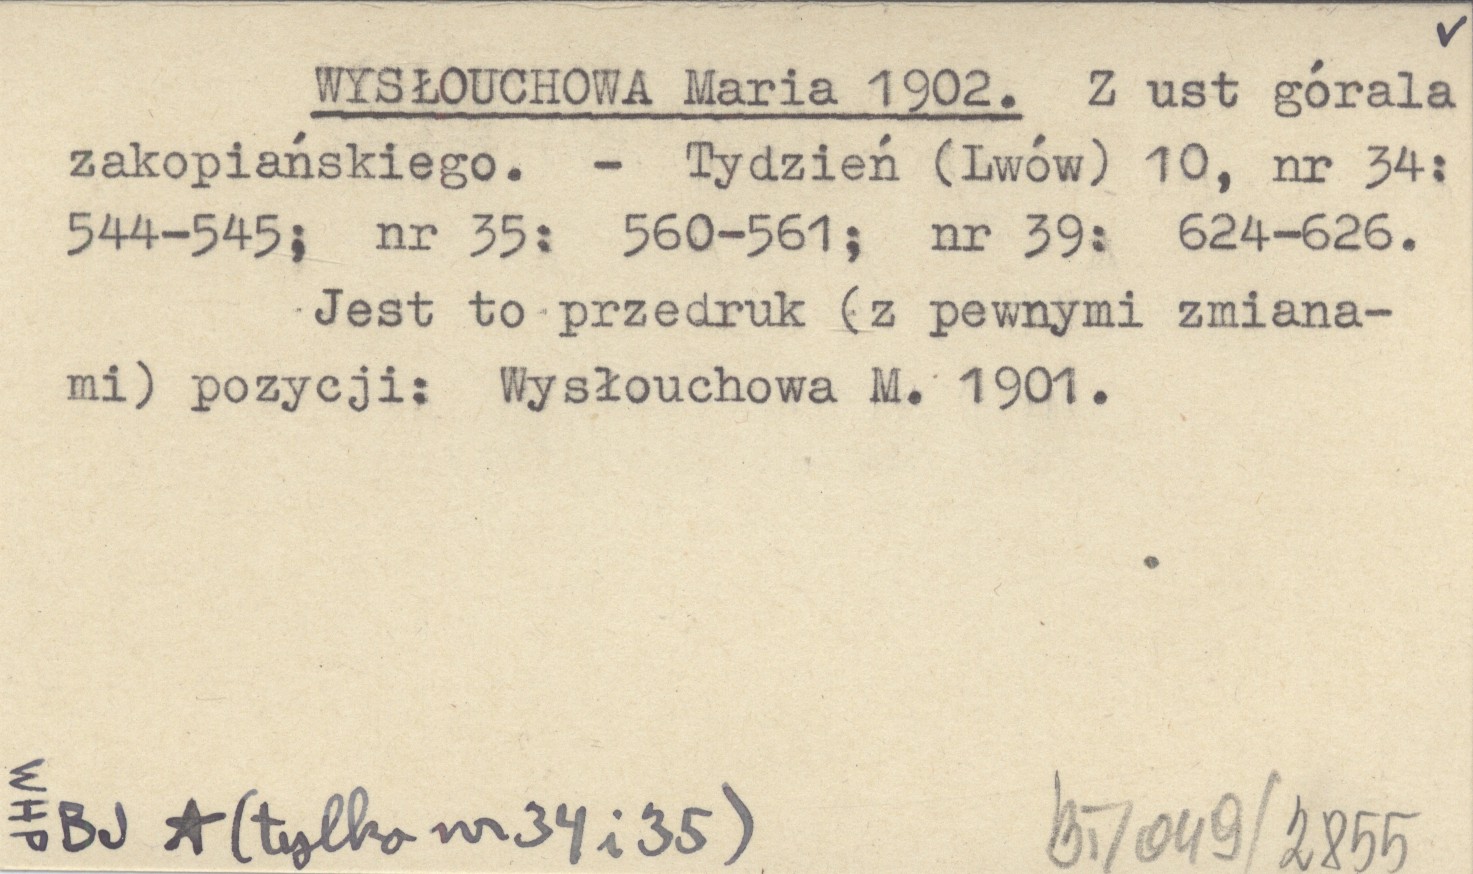 ✓
WYSŁOUCHOWA Maria 1902. Z ust górala
zakopiańskiego. - Tydzień (Lwów) 10, nr 34:
544-545; nr 35: 560-561; nr 39: 624-626.
Jest to przedruk (z pewnymi zmiana-
mi) pozycji: Wysłouchowa M. 1901.
WHP
BJ ★ (tylko nr 34 i 35)
049/2855